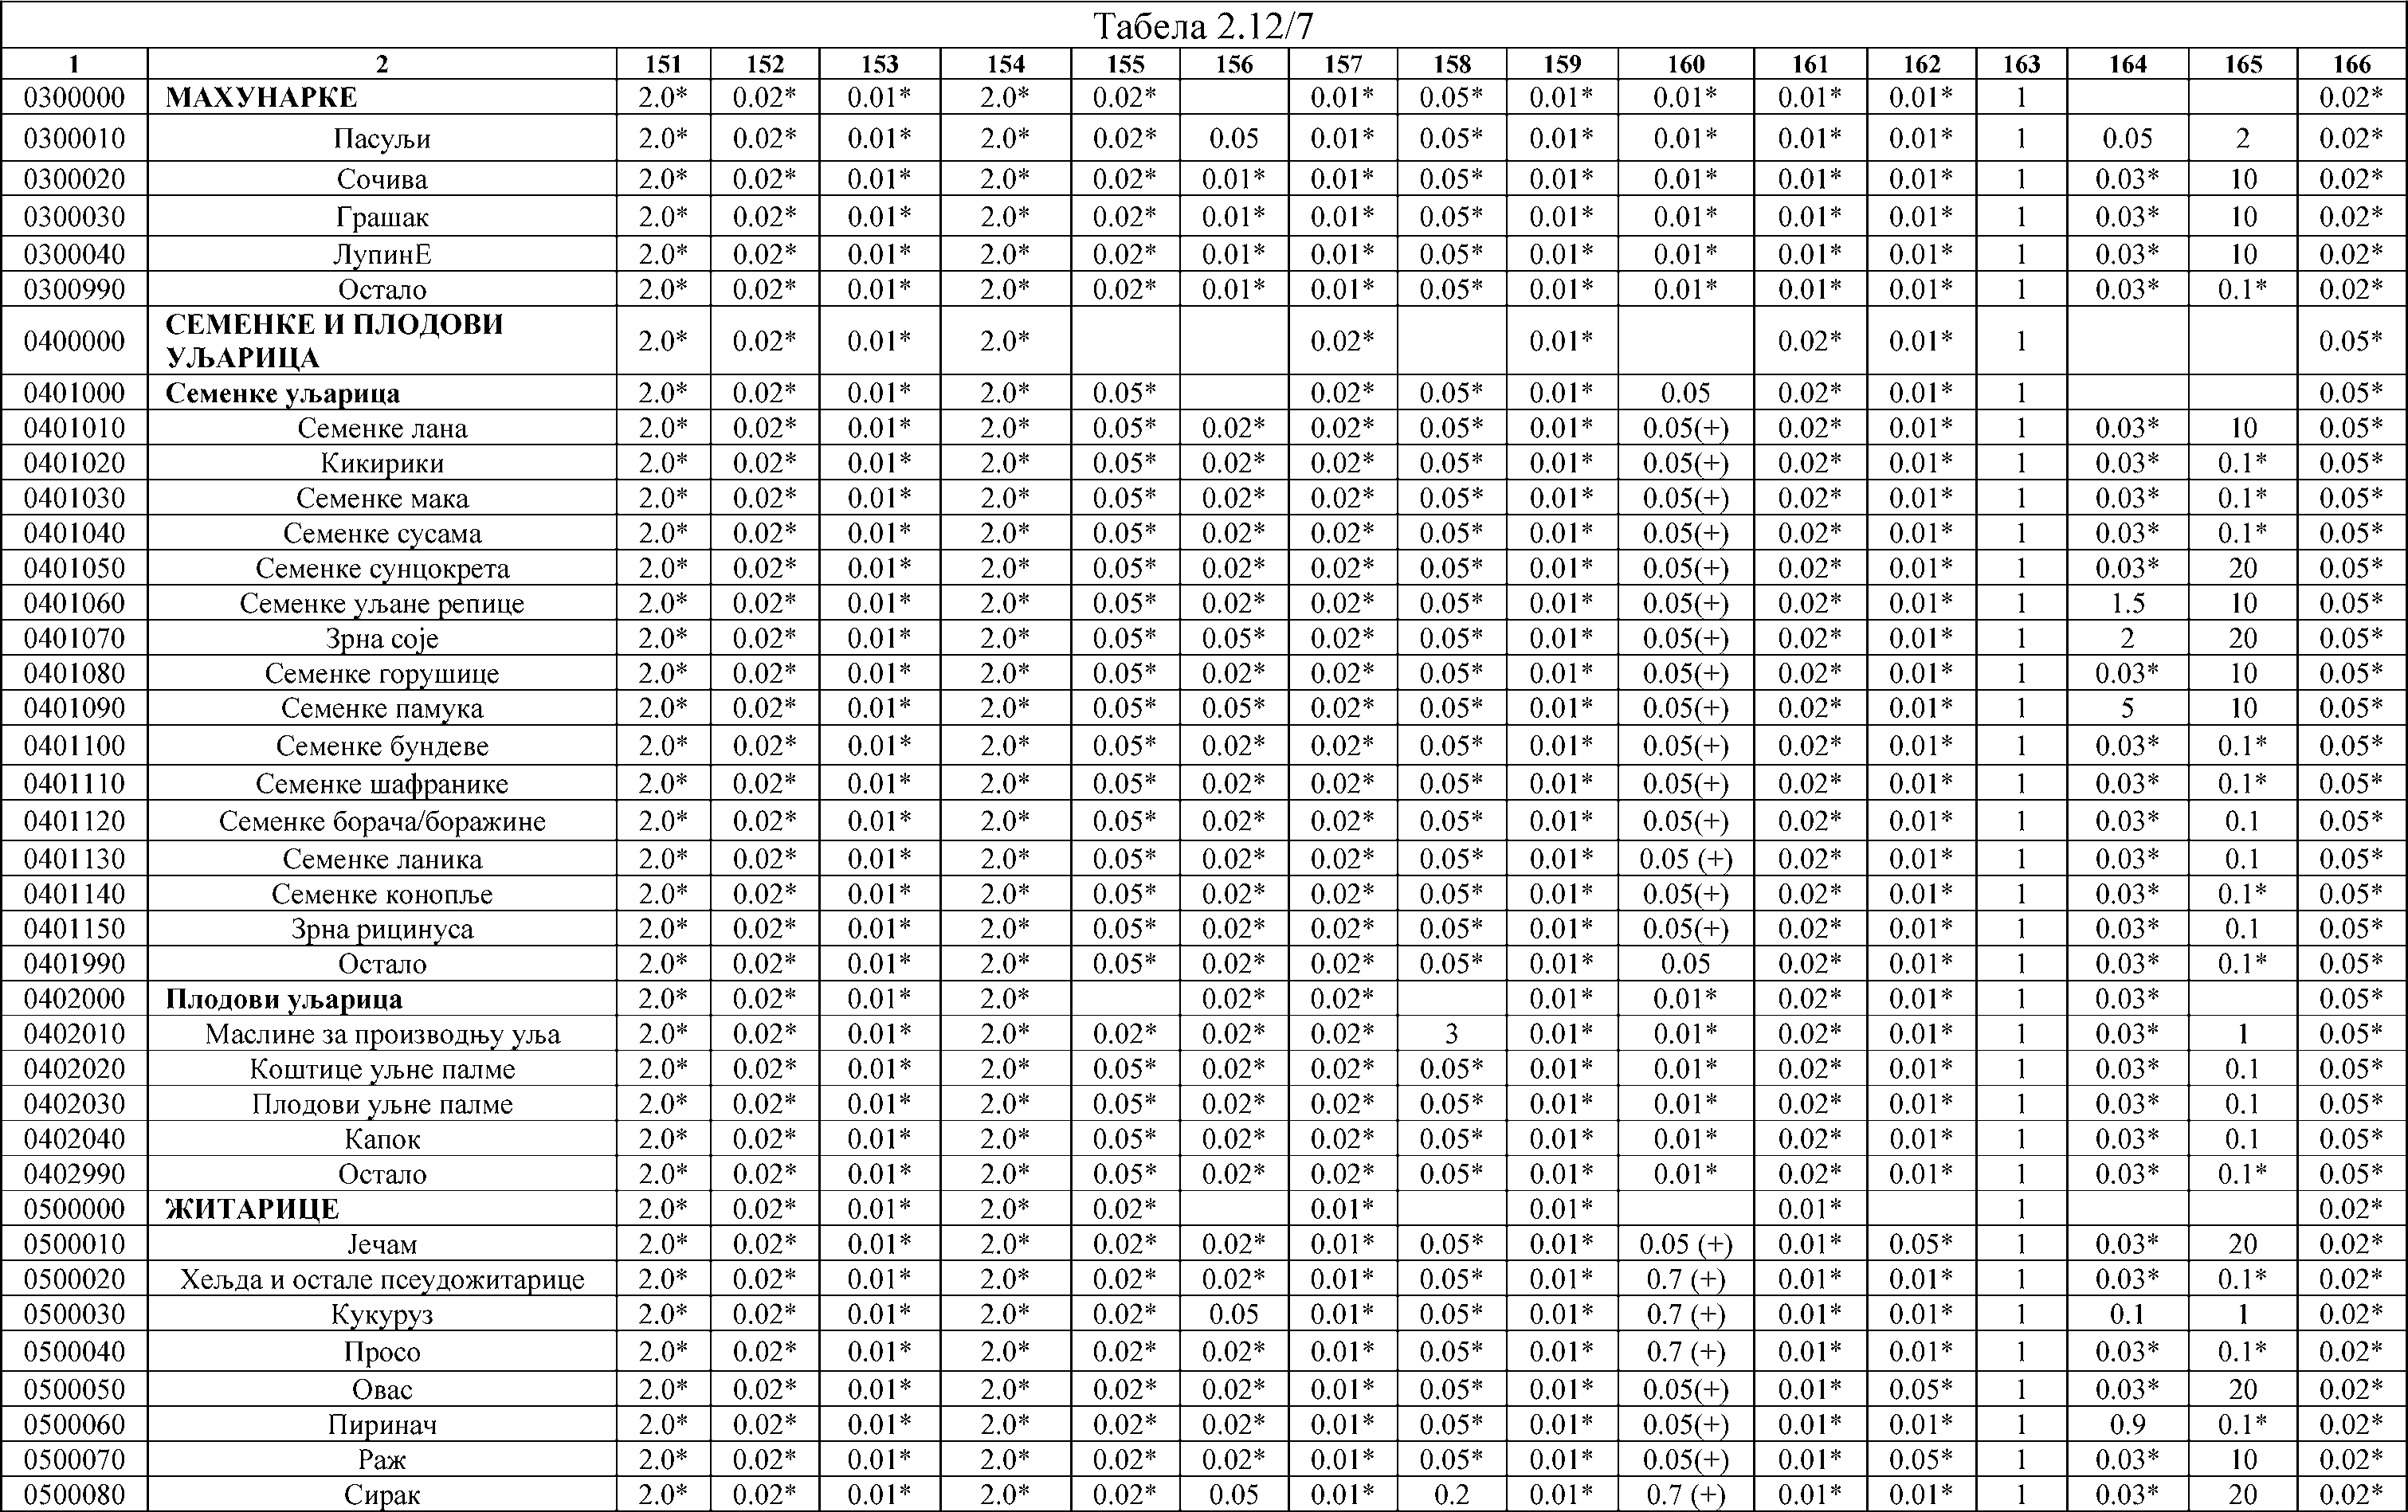 Табела 2.12/7
1 2 151 152 153 154 155 156 157 158 159 160 161 162 163 164 165 166
0300000 МАХУНАРКЕ 2.0* 0.02* 0.01* 2.0* 0.02* 0.01* 0.05* 0.01* 0.01* 0.01* 0.01* 1 0.02*
0300010 Пасуљи 2.0* 0.02* 0.01* 2.0* 0.02* 0.05 0.01* 0.05* 0.01* 0.01* 0.01* 0.01* 1 0.05 2 0.02*
0300020 Сочива 2.0* 0.02* 0.01* 2.0* 0.02* 0.01* 0.01* 0.05* 0.01* 0.01* 0.01* 0.01* 1 0.03* 10 0.02*
0300030 Грашак 2.0* 0.02* 0.01* 2.0* 0.02* 0.01* 0.01* 0.05* 0.01* 0.01* 0.01* 0.01* 1 0.03* 10 0.02*
0300040 ЛупинЕ 2.0* 0.02* 0.01* 2.0* 0.02* 0.01* 0.01* 0.05* 0.01* 0.01* 0.01* 0.01* 1 0.03* 10 0.02*
0300990 Остало 2.0* 0.02* 0.01* 2.0* 0.02* 0.01* 0.01* 0.05* 0.01* 0.01* 0.01* 0.01* 1 0.03* 0.1* 0.02*
0400000 СЕМЕНКЕ И ПЛОДОВИ
УЉАРИЦА 2.0* 0.02* 0.01* 2.0* 0.02* 0.01* 0.02* 0.01* 1 0.05*
0401000 Семенке уљарица 2.0* 0.02* 0.01* 2.0* 0.05* 0.02* 0.05* 0.01* 0.05 0.02* 0.01* 1 0.05*
0401010 Семенке лана 2.0* 0.02* 0.01* 2.0* 0.05* 0.02* 0.02* 0.05* 0.01* 0.05(+) 0.02* 0.01* 1 0.03* 10 0.05*
0401020 Кикирики 2.0* 0.02* 0.01* 2.0* 0.05* 0.02* 0.02* 0.05* 0.01* 0.05(+) 0.02* 0.01* 1 0.03* 0.1* 0.05*
0401030 Семенке мака 2.0* 0.02* 0.01* 2.0* 0.05* 0.02* 0.02* 0.05* 0.01* 0.05(+) 0.02* 0.01* 1 0.03* 0.1* 0.05*
0401040 Семенке сусама 2.0* 0.02* 0.01* 2.0* 0.05* 0.02* 0.02* 0.05* 0.01* 0.05(+) 0.02* 0.01* 1 0.03* 0.1* 0.05*
0401050 Семенке сунцокрета 2.0* 0.02* 0.01* 2.0* 0.05* 0.02* 0.02* 0.05* 0.01* 0.05(+) 0.02* 0.01* 1 0.03* 20 0.05*
0401060 Семенке уљане репице 2.0* 0.02* 0.01* 2.0* 0.05* 0.02* 0.02* 0.05* 0.01* 0.05(+) 0.02* 0.01* 1 1.5 10 0.05*
0401070 Зрна соје 2.0* 0.02* 0.01* 2.0* 0.05* 0.05* 0.02* 0.05* 0.01* 0.05(+) 0.02* 0.01* 1 2 20 0.05*
0401080 Семенке горушице 2.0* 0.02* 0.01* 2.0* 0.05* 0.02* 0.02* 0.05* 0.01* 0.05(+) 0.02* 0.01* 1 0.03* 10 0.05*
0401090 Семенке памука 2.0* 0.02* 0.01* 2.0* 0.05* 0.05* 0.02* 0.05* 0.01* 0.05(+) 0.02* 0.01* 1 5 10 0.05*
0401100 Семенке бундеве 2.0* 0.02* 0.01* 2.0* 0.05* 0.02* 0.02* 0.05* 0.01* 0.05(+) 0.02* 0.01* 1 0.03* 0.1* 0.05*
0401110 Семенке шафранике 2.0* 0.02* 0.01* 2.0* 0.05* 0.02* 0.02* 0.05* 0.01* 0.05(+) 0.02* 0.01* 1 0.03* 0.1* 0.05*
0401120 Семенке борача/боражине 2.0* 0.02* 0.01* 2.0* 0.05* 0.02* 0.02* 0.05* 0.01* 0.05(+) 0.02* 0.01* 1 0.03* 0.1 0.05*
0401130 Семенке ланика 2.0* 0.02* 0.01* 2.0* 0.05* 0.02* 0.02* 0.05* 0.01* 0.05 (+) 0.02* 0.01* 1 0.03* 0.1 0.05*
0401140 Семенке конопље 2.0* 0.02* 0.01* 2.0* 0.05* 0.02* 0.02* 0.05* 0.01* 0.05(+) 0.02* 0.01* 1 0.03* 0.1* 0.05*
0401150 Зрна рицинуса 2.0* 0.02* 0.01* 2.0* 0.05* 0.02* 0.02* 0.05* 0.01* 0.05(+) 0.02* 0.01* 1 0.03* 0.1 0.05*
0401990 Остало 2.0* 0.02* 0.01* 2.0* 0.05* 0.02* 0.02* 0.05* 0.01* 0.05 0.02* 0.01* 1 0.03* 0.1* 0.05*
0402000 Плодови уљарица 2.0* 0.02* 0.01* 2.0* 0.02* 0.02* 0.01* 0.01* 0.02* 0.01* 1 0.03* 0.05*
0402010 Маслине за производњу уља 2.0* 0.02* 0.01* 2.0* 0.02* 0.02* 0.02* 3 0.01* 0.01* 0.02* 0.01* 1 0.03* 1 0.05*
0402020 Коштице уљне палме 2.0* 0.02* 0.01* 2.0* 0.05* 0.02* 0.02* 0.05* 0.01* 0.01* 0.02* 0.01* 1 0.03* 0.1 0.05*
0402030 Плодови уљне палме 2.0* 0.02* 0.01* 2.0* 0.05* 0.02* 0.02* 0.05* 0.01* 0.01* 0.02* 0.01* 1 0.03* 0.1 0.05*
0402040 Капок 2.0* 0.02* 0.01* 2.0* 0.05* 0.02* 0.02* 0.05* 0.01* 0.01* 0.02* 0.01* 1 0.03* 0.1 0.05*
0402990 Остало 2.0* 0.02* 0.01* 2.0* 0.05* 0.02* 0.02* 0.05* 0.01* 0.01* 0.02* 0.01* 1 0.03* 0.1* 0.05*
0500000 ЖИТАРИЦЕ 2.0* 0.02* 0.01* 2.0* 0.02* 0.01* 0.01* 0.01* 1 0.02*
0500010 Јечам 2.0* 0.02* 0.01* 2.0* 0.02* 0.02* 0.01* 0.05* 0.01* 0.05 (+) 0.01* 0.05* 1 0.03* 20 0.02*
0500020 Хељда и остале псеудожитарице 2.0* 0.02* 0.01* 2.0* 0.02* 0.02* 0.01* 0.05* 0.01* 0.7 (+) 0.01* 0.01* 1 0.03* 0.1* 0.02*
0500030 Кукуруз 2.0* 0.02* 0.01* 2.0* 0.02* 0.05 0.01* 0.05* 0.01* 0.7 (+) 0.01* 0.01* 1 0.1 1 0.02*
0500040 Просо 2.0* 0.02* 0.01* 2.0* 0.02* 0.02* 0.01* 0.05* 0.01* 0.7 (+) 0.01* 0.01* 1 0.03* 0.1* 0.02*
0500050 Овас 2.0* 0.02* 0.01* 2.0* 0.02* 0.02* 0.01* 0.05* 0.01* 0.05(+) 0.01* 0.05* 1 0.03* 20 0.02*
0500060 Пиринач 2.0* 0.02* 0.01* 2.0* 0.02* 0.02* 0.01* 0.05* 0.01* 0.05(+) 0.01* 0.01* 1 0.9 0.1* 0.02*
0500070 Раж 2.0* 0.02* 0.01* 2.0* 0.02* 0.02* 0.01* 0.05* 0.01* 0.05(+) 0.01* 0.05* 1 0.03* 10 0.02*
0500080 Сирак 2.0* 0.02* 0.01* 2.0* 0.02* 0.05 0.01* 0.2 0.01* 0.7 (+) 0.01* 0.01* 1 0.03* 20 0.02*